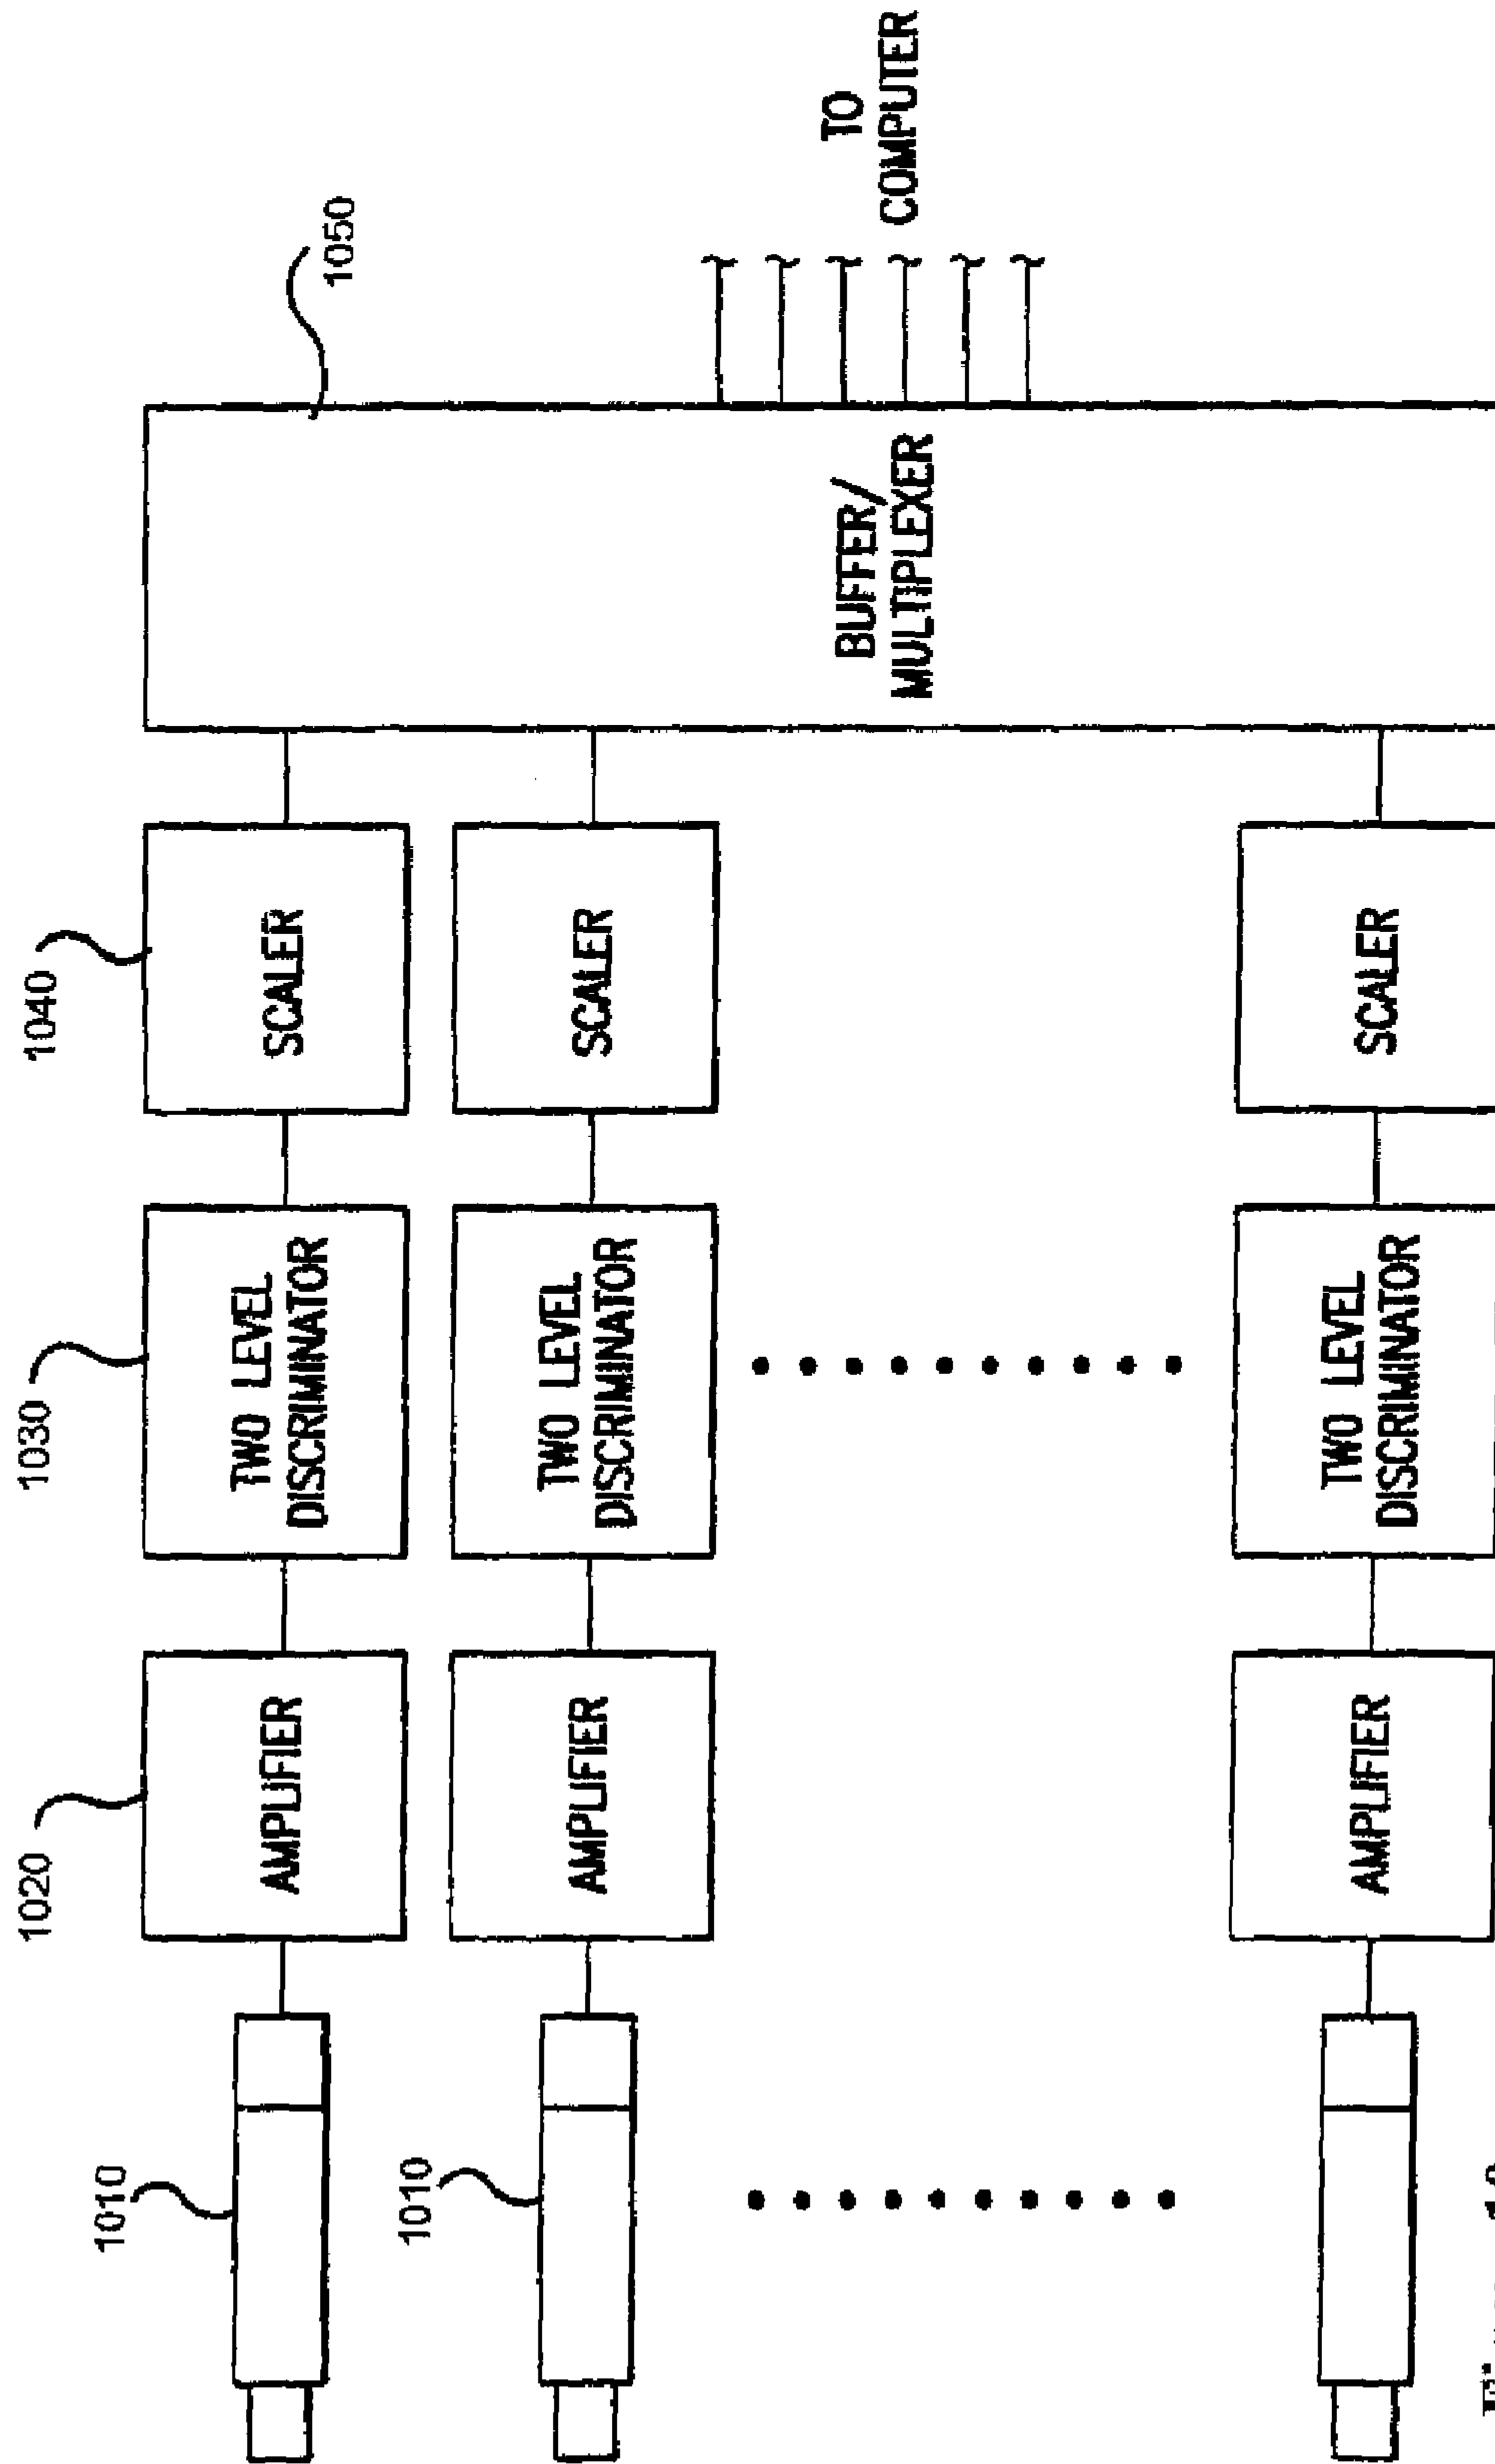 1010
1020
1030
1040
1050
AMPLIFIER
TWO LEVEL
DISCRIMINATOR
SCALER
1010
AMPLIFIER
TWO LEVEL
DISCRIMINATOR
SCALER
BUFFER/
MULTIPLEXER
TO
COMPUTER
AMPLIFIER
TWO LEVEL
DISCRIMINATOR
SCALER